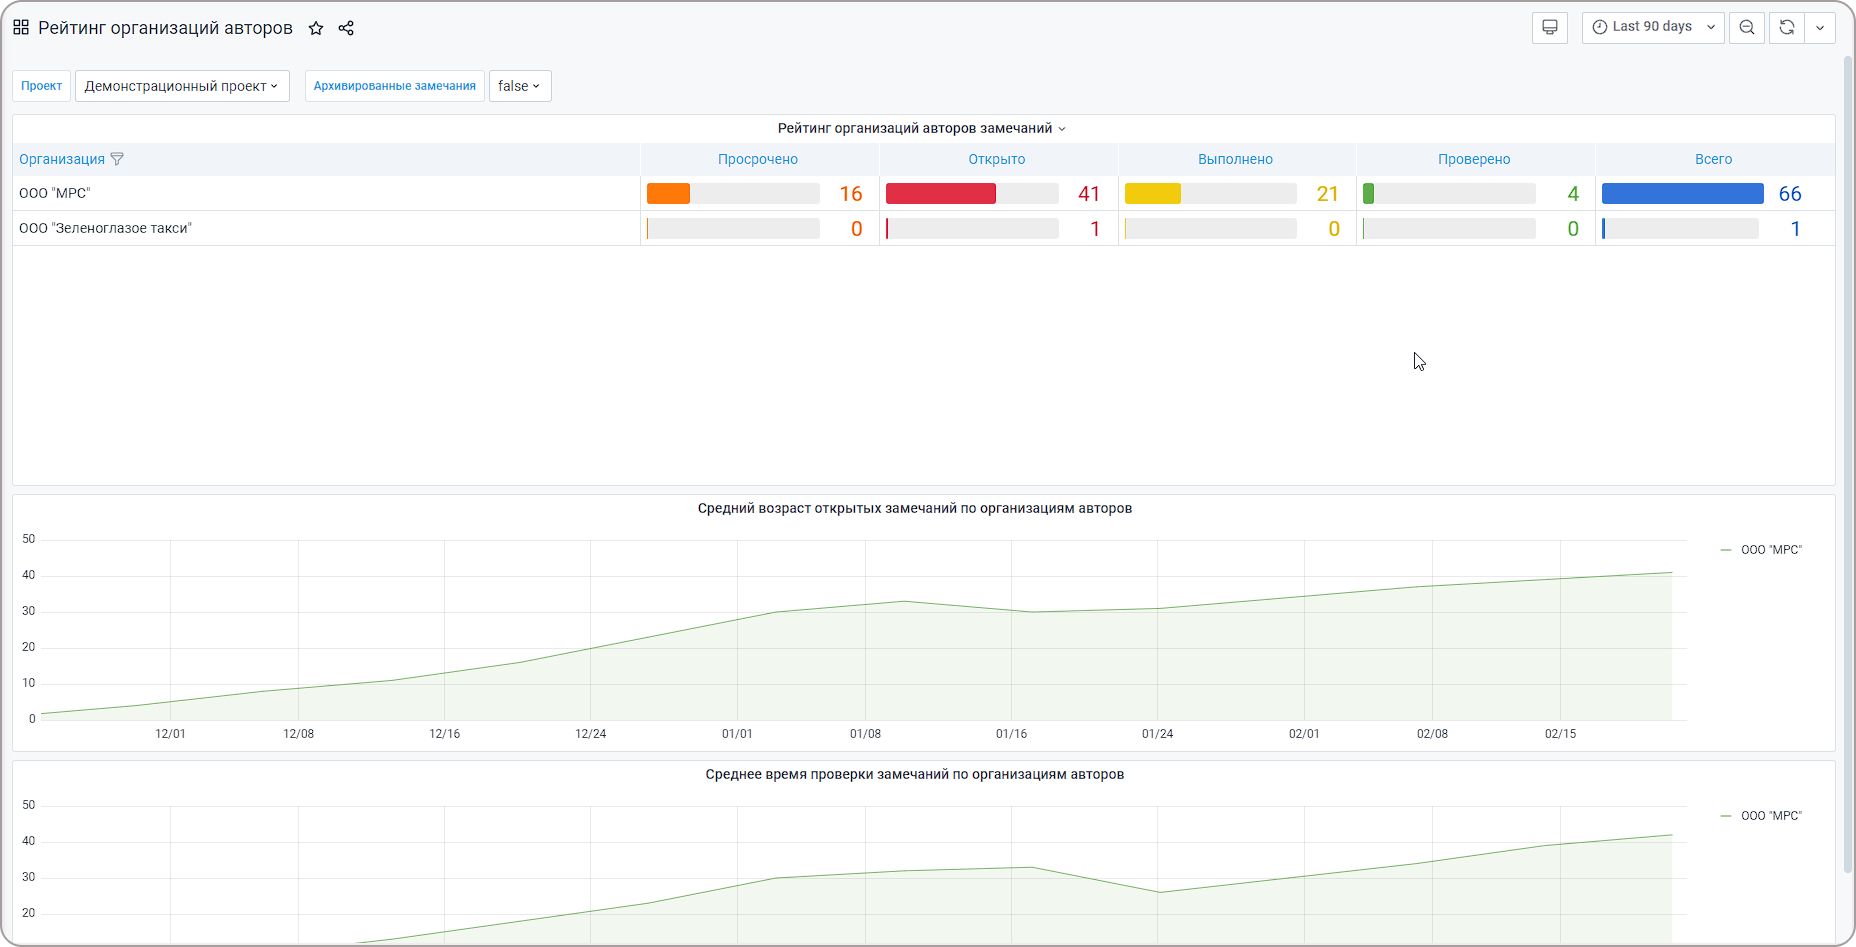 Рейтинг организаций авторов
Last 90 days
Проект
Демонстрационный проект
Архивированные замечания
false
Рейтинг организаций авторов замечаний
Организация Просрочено Открыто Выполнено Проверено Всего
ООО "МРС" 16 41 21 4 66
ООО "Зеленоглазое такси" 0 1 0 0 1
Средний возраст открытых замечаний по организациям авторов
50
40
30
20
10
0
12/01 12/08 12/16 12/24 01/01 01/08 01/16 01/24 02/01 02/08 02/15
ООО "МРС"
Среднее время проверки замечаний по организациям авторов
50
40
30
20
ООО "МРС"